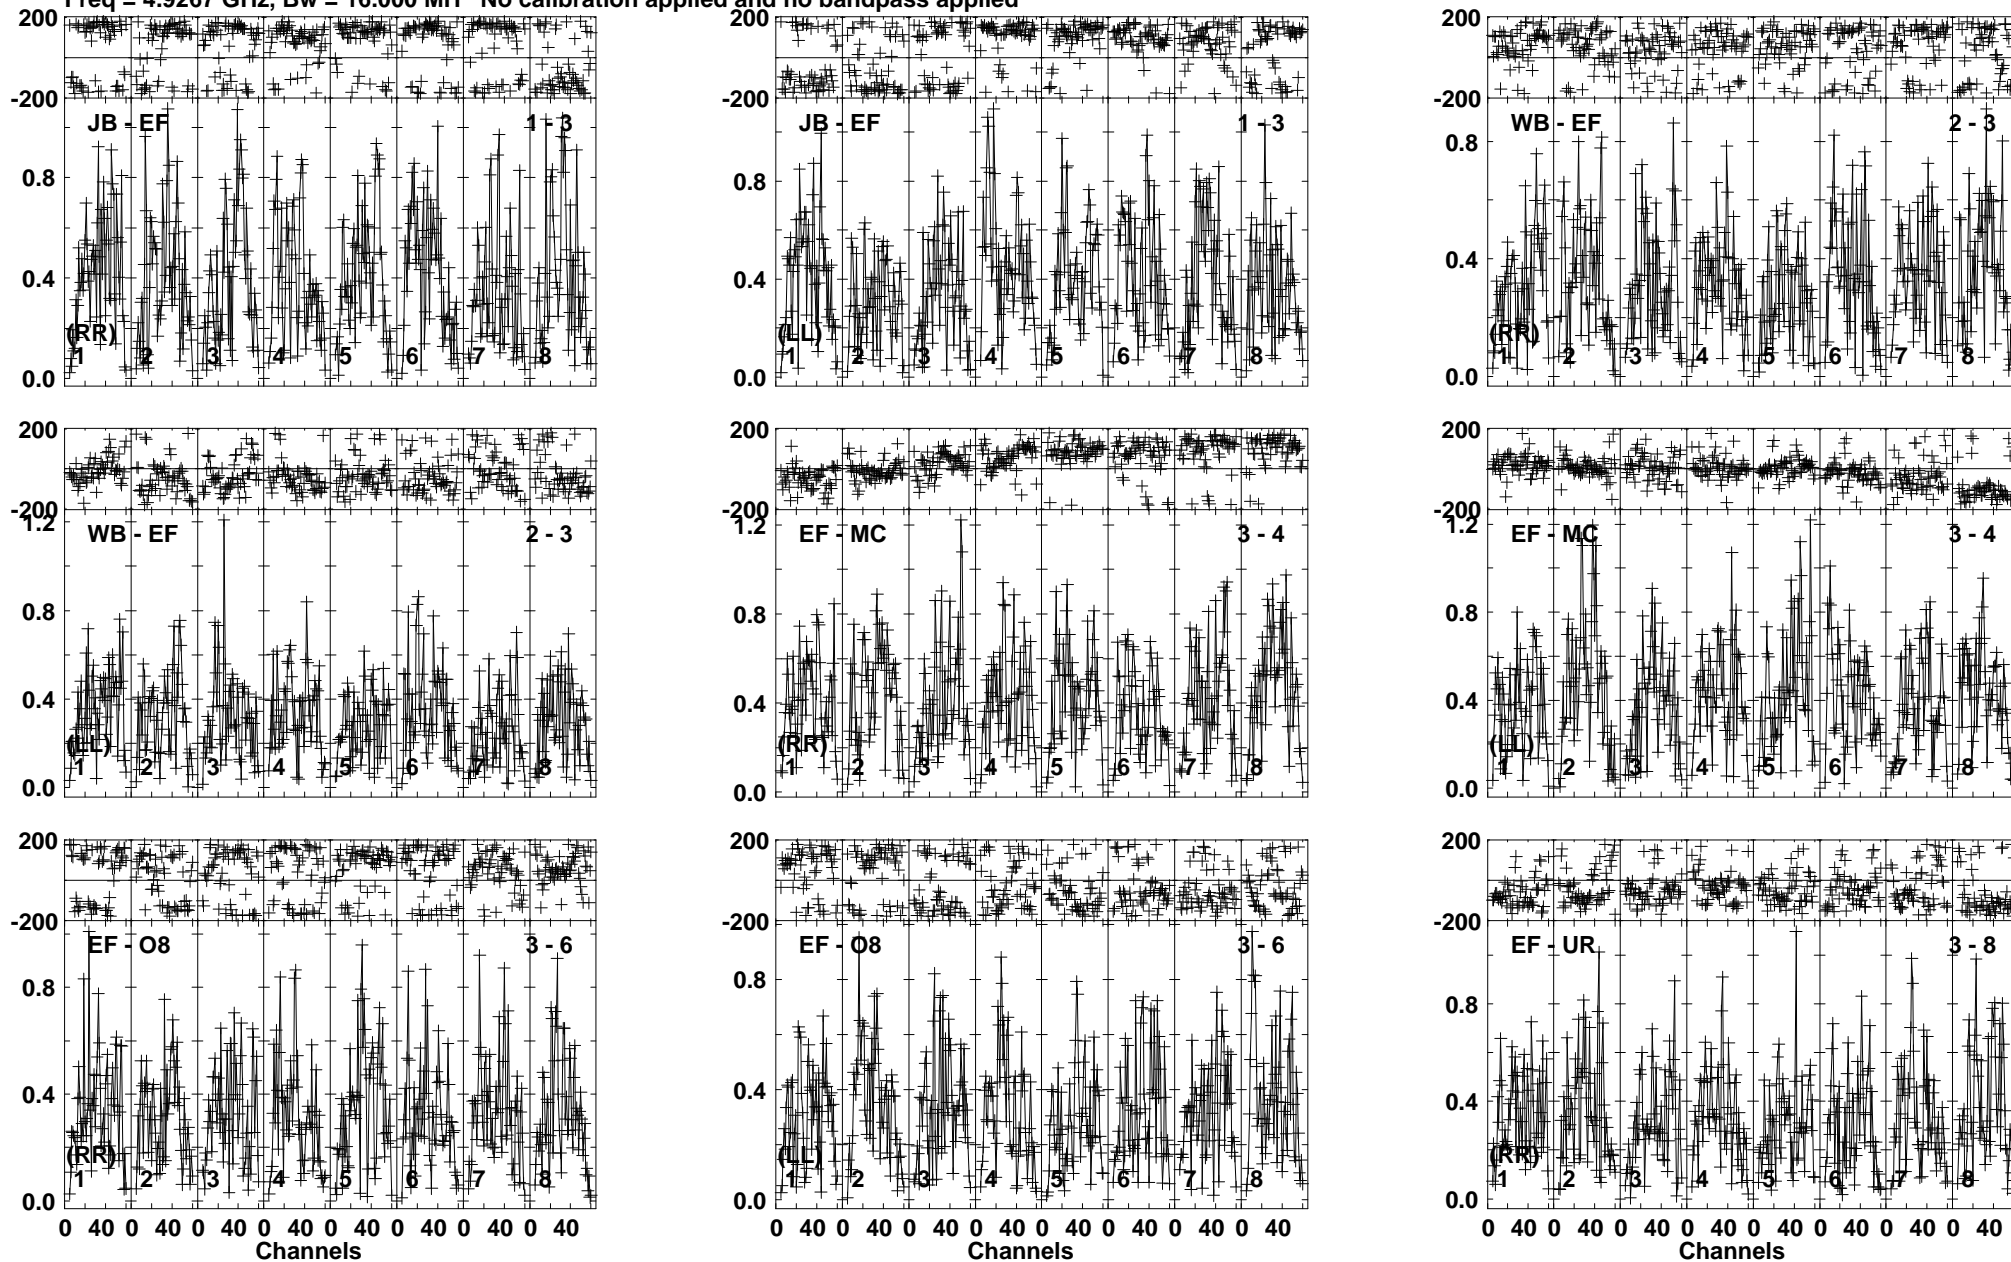 Freq = 4.9267 GHz, Bw = 16.000 MH No calibration applied and no bandpass applied
200 200 200
-200 -200 -200
JB - EF 1 - 3 JB - EF 1 - 3 WB - EF 2 - 3
0.8 0.8 0.8
0.4 0.4 0.4
(RR) (LL) (RR)
1 2 3 4 5 6 7 8 1 2 3 4 5 6 7 8 1 2 3 4 5 6 7 8
0.0 0.0 0.0
200 200 200
-200 -200 -200
1.2 1.2 1.2
WB - EF 2 - 3 EF - MC 3 - 4 EF - MC 3 - 4
0.8 0.8 0.8
0.4 0.4 0.4
(LL) (RR) (LL)
1 2 3 4 5 6 7 8 1 2 3 4 5 6 7 8 1 2 3 4 5 6 7 8
0.0 0.0 0.0
200 200 200
-200 -200 -200
EF - O8 3 - 6 EF - O8 3 - 6 EF - UR 3 - 8
0.8 0.8 0.8
0.4 0.4 0.4
(RR) (LL) (RR)
1 2 3 4 5 6 7 8 1 2 3 4 5 6 7 8 1 2 3 4 5 6 7 8
0.0 0.0 0.0
0 40 0 40 0 40 0 40 0 40 0 40 0 40 0 40 0 40 0 40 0 40 0 40 0 40 0 40 0 40 0 40 0 40 0 40 0 40 0 40 0 40 0 40 0 40 0 40
Channels Channels Channels